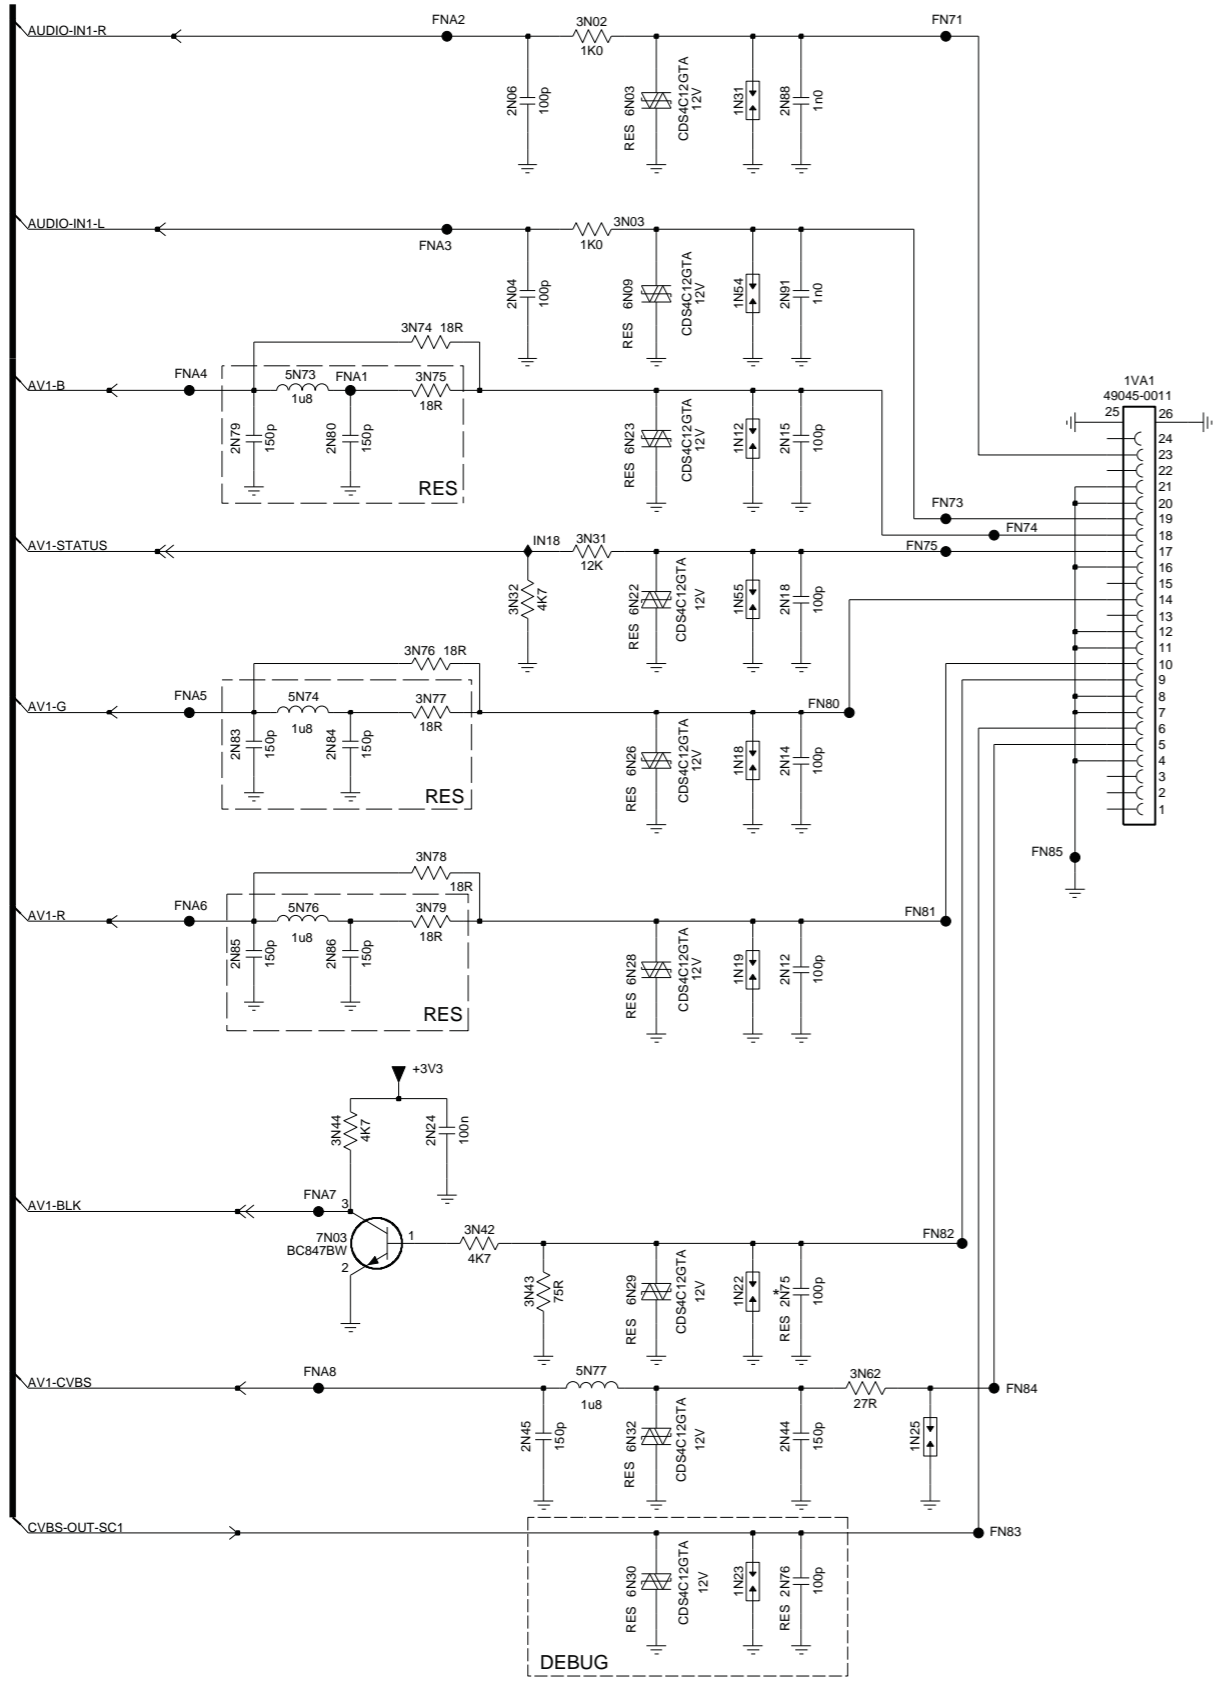 AUDIO-IN1-R
FNA2
3N02
1K0
FN71
2N06
100p
RES 6N03
CDS4C12GTA
12V
1N31
2N88
1n0
AUDIO-IN1-L
FNA3
3N03
1K0
2N04
100p
RES 6N09
CDS4C12GTA
12V
1N54
2N91
1n0
3N74 18R
AV1-B
FNA4
5N73
1u8
FNA1
3N75
18R
2N79
150p
2N80
150p
RES
RES 6N23
CDS4C12GTA
12V
1N12
2N15
100p
1VA1
49045-0011
25
26
24
23
22
21
20
19
18
17
16
15
14
13
12
11
10
9
8
7
6
5
4
3
2
1
FN73
FN74
FN75
AV1-STATUS
IN18
3N31
12K
3N32
4K7
RES 6N22
CDS4C12GTA
12V
1N55
2N18
100p
3N76 18R
AV1-G
FNA5
5N74
1u8
3N77
18R
2N83
150p
2N84
150p
RES
FN80
RES 6N26
CDS4C12GTA
12V
1N18
2N14
100p
FN85
3N78
18R
AV1-R
FNA6
5N76
1u8
3N79
18R
2N85
150p
2N86
150p
RES
FN81
RES 6N28
CDS4C12GTA
12V
1N19
2N12
100p
+3V3
3N44
4K7
2N24
100n
AV1-BLK
FNA7
3
7N03
BC847BW
1
2
3N42
4K7
FN82
3N43
75R
RES 6N29
CDS4C12GTA
12V
1N22
RES *2N75
100p
AV1-CVBS
FNA8
5N77
1u8
3N62
27R
FN84
2N45
150p
RES 6N32
CDS4C12GTA
12V
2N44
150p
1N25
CVBS-OUT-SC1
FN83
RES 6N30
CDS4C12GTA
12V
1N23
RES 2N76
100p
DEBUG